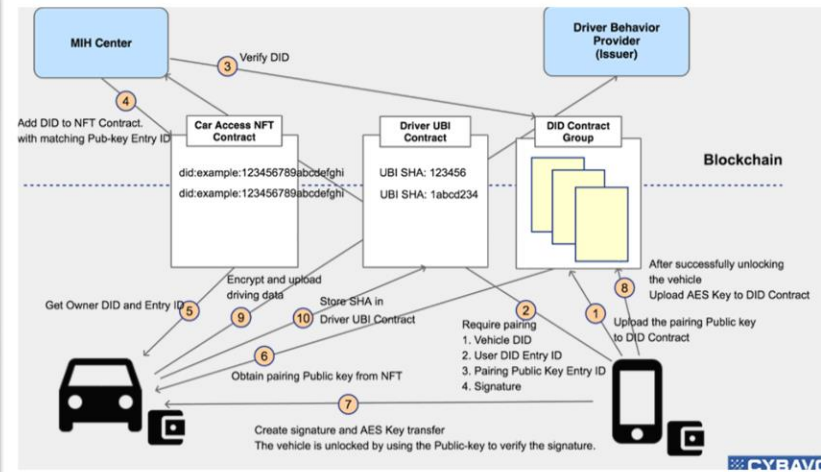 MIH Center
Driver Behavior
Provider
(Issuer)
3
Verify DID
4
Add DID to NFT Contract.
with matching Pub-key Entry ID
Car Access NFT
Contract
Driver UBI
Contract
DID Contract
Group
Blockchain
did:example:123456789abcdefghi
did:example:123456789abcdefghi
UBI SHA: 123456
UBI SHA: 1abcd234
Get Owner DID and Entry ID
5
Encrypt and upload
driving data
9
10
Store SHA in
Driver UBI Contract
2
Require pairing
1. Vehicle DID
2. User DID Entry ID
3. Pairing Public Key Entry ID
4. Signature
1
Upload the pairing Public key
to DID Contract
8
After successfully unlocking
the vehicle
Upload AES Key to DID Contract
6
Obtain pairing Public key from NFT
7
Create signature and AES Key transfer
The vehicle is unlocked by using the Public-key to verify the signature.
CYBAVO